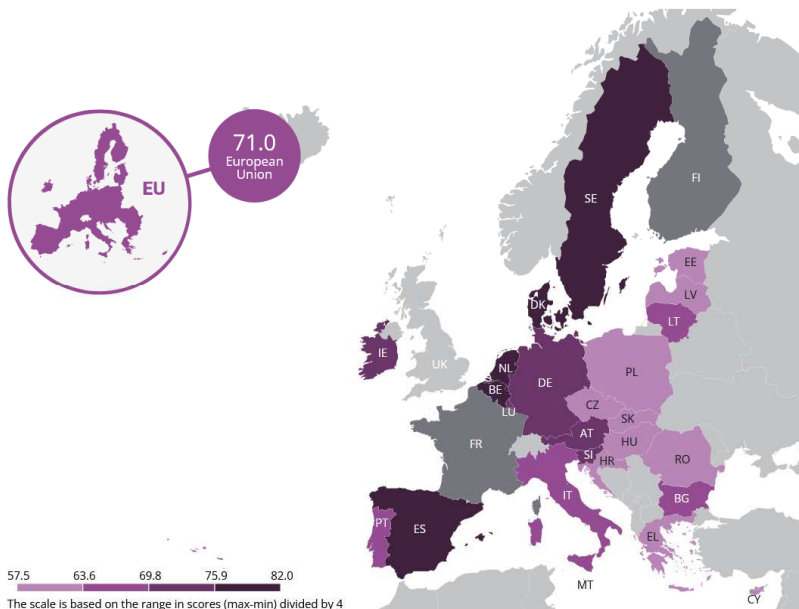 71.0
European
Union
EU
FI
SE
EE
LV
LT
DK
IE
UK
NL
BE
DE
LU
PL
CZ
SK
AT
HU
FR
SI
HR
RO
IT
BG
PT
ES
EL
MT
CY
57.5 63.6 69.8 75.9 82.0
The scale is based on the range in scores (max-min) divided by 4